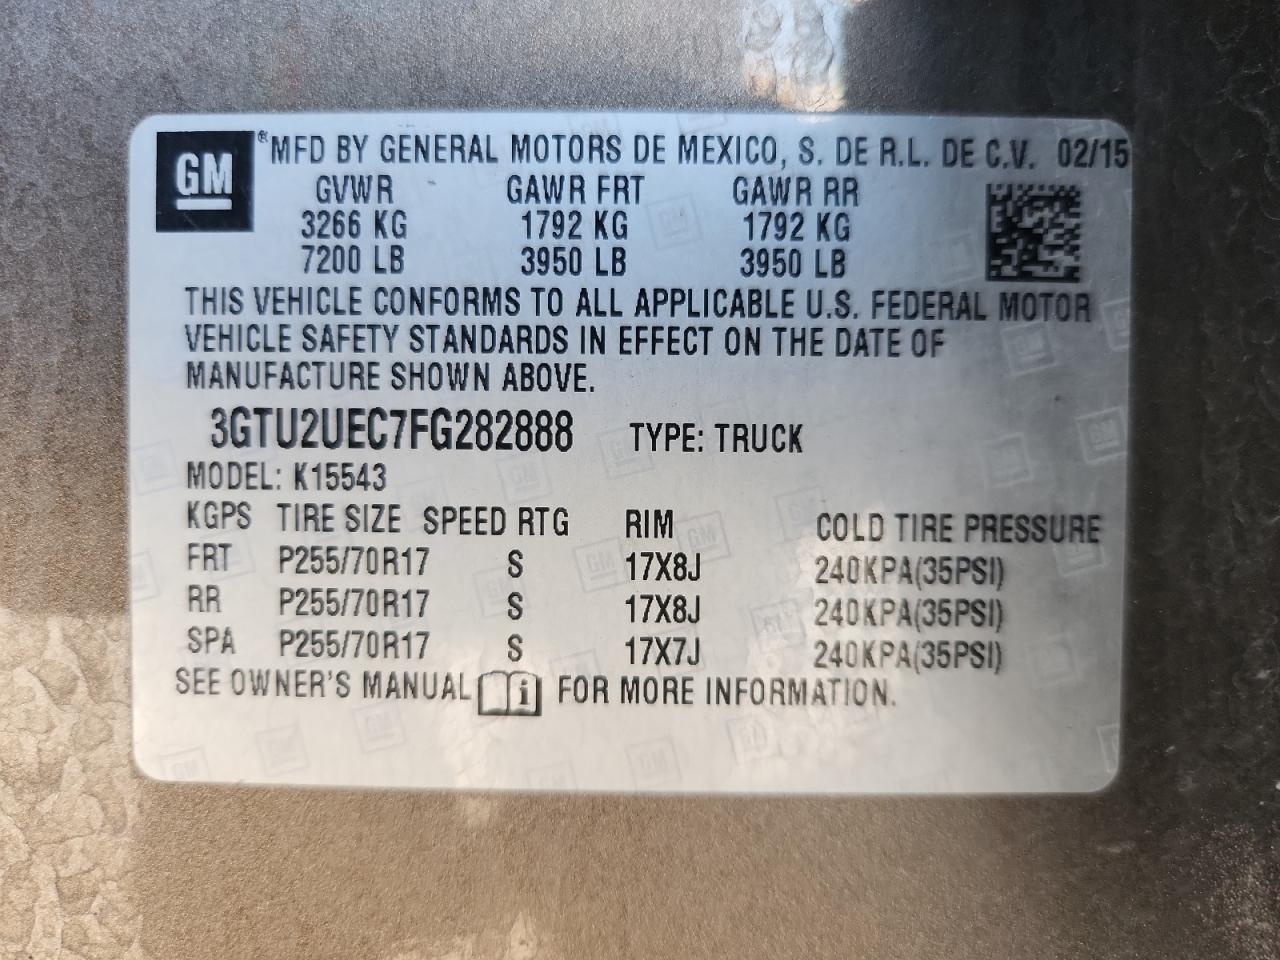 GM ® MFD BY GENERAL MOTORS DE MEXICO, S. DE R.L. DE C.V. 02/15
GVWR GAWR FRT GAWR RR
3266 KG 1792 KG 1792 KG
7200 LB 3950 LB 3950 LB
THIS VEHICLE CONFORMS TO ALL APPLICABLE U.S. FEDERAL MOTOR
VEHICLE SAFETY STANDARDS IN EFFECT ON THE DATE OF
MANUFACTURE SHOWN ABOVE.
3GTU2UEC7FG282888 TYPE: TRUCK
MODEL: K15543
KGPS TIRE SIZE SPEED RTG RIM COLD TIRE PRESSURE
FRT P255/70R17 S 17X8J 240KPA(35PSI)
RR P255/70R17 S 17X8J 240KPA(35PSI)
SPA P255/70R17 S 17X7J 240KPA(35PSI)
SEE OWNER'S MANUAL i FOR MORE INFORMATION.